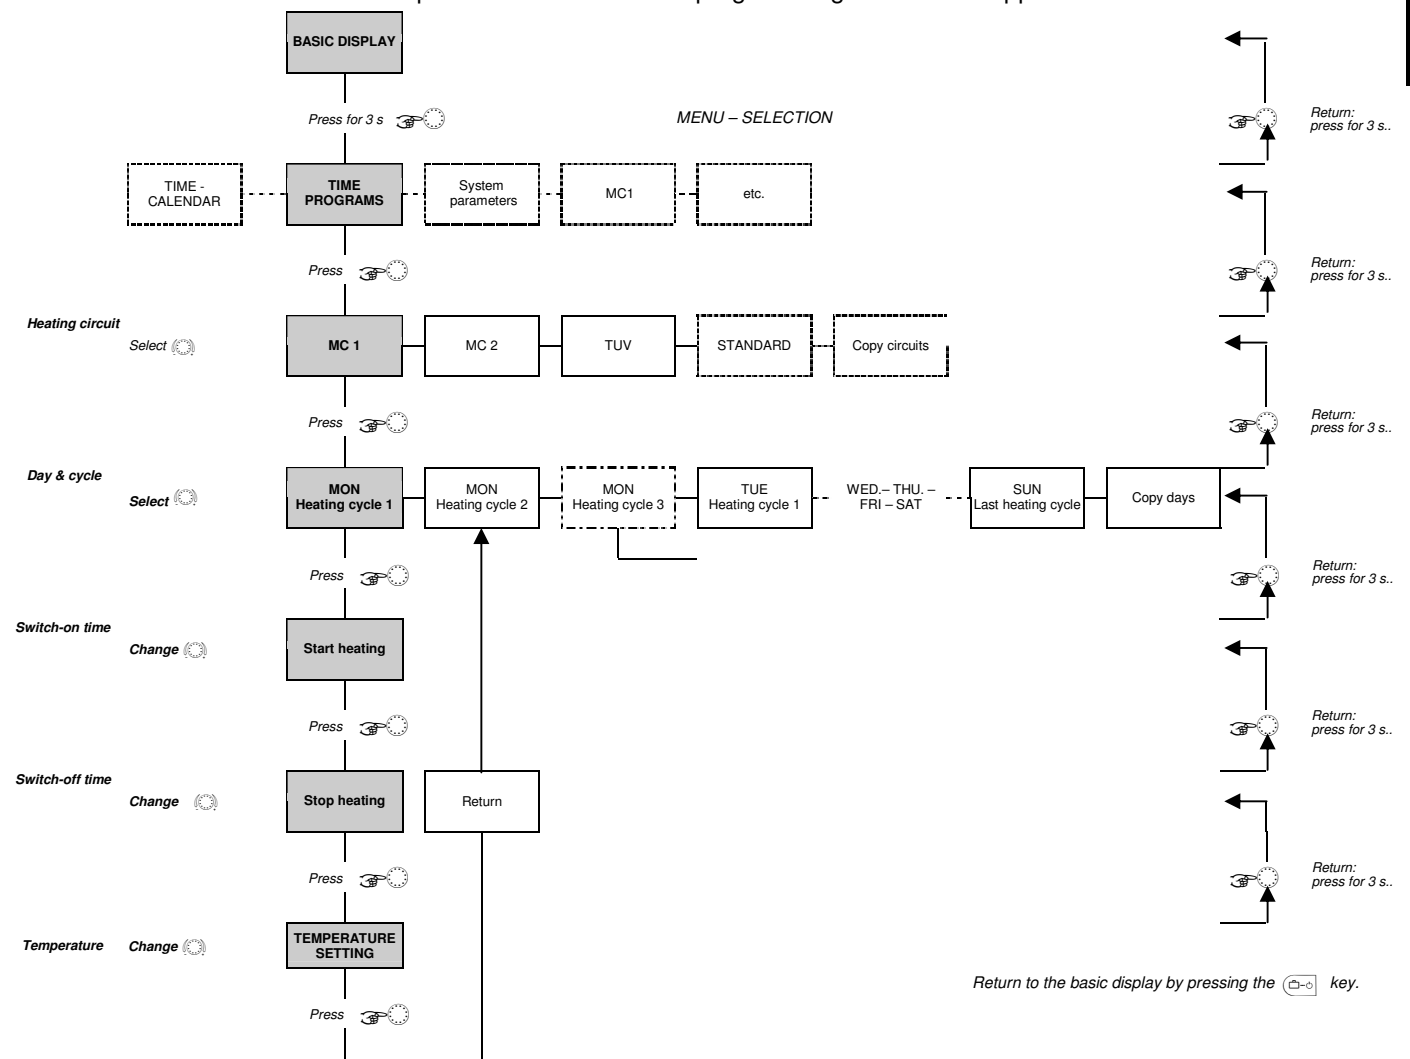 BASIC DISPLAY
Press for 3 s
MENU – SELECTION
Return:
press for 3 s..
TIME -
CALENDAR
TIME
PROGRAMS
System
parameters
MC1
etc.
Press
Return:
press for 3 s..
Heating circuit
Select
MC 1
MC 2
TUV
STANDARD
Copy circuits
Press
Return:
press for 3 s..
Day & cycle
Select
MON
Heating cycle 1
MON
Heating cycle 2
MON
Heating cycle 3
TUE
Heating cycle 1
WED.– THU. –
FRI – SAT
SUN
Last heating cycle
Copy days
Press
Return:
press for 3 s..
Switch-on time
Change
Start heating
Press
Return:
press for 3 s..
Switch-off time
Change
Stop heating
Return
Press
Return:
press for 3 s..
Temperature
Change
TEMPERATURE
SETTING
Return to the basic display by pressing the key.
Press